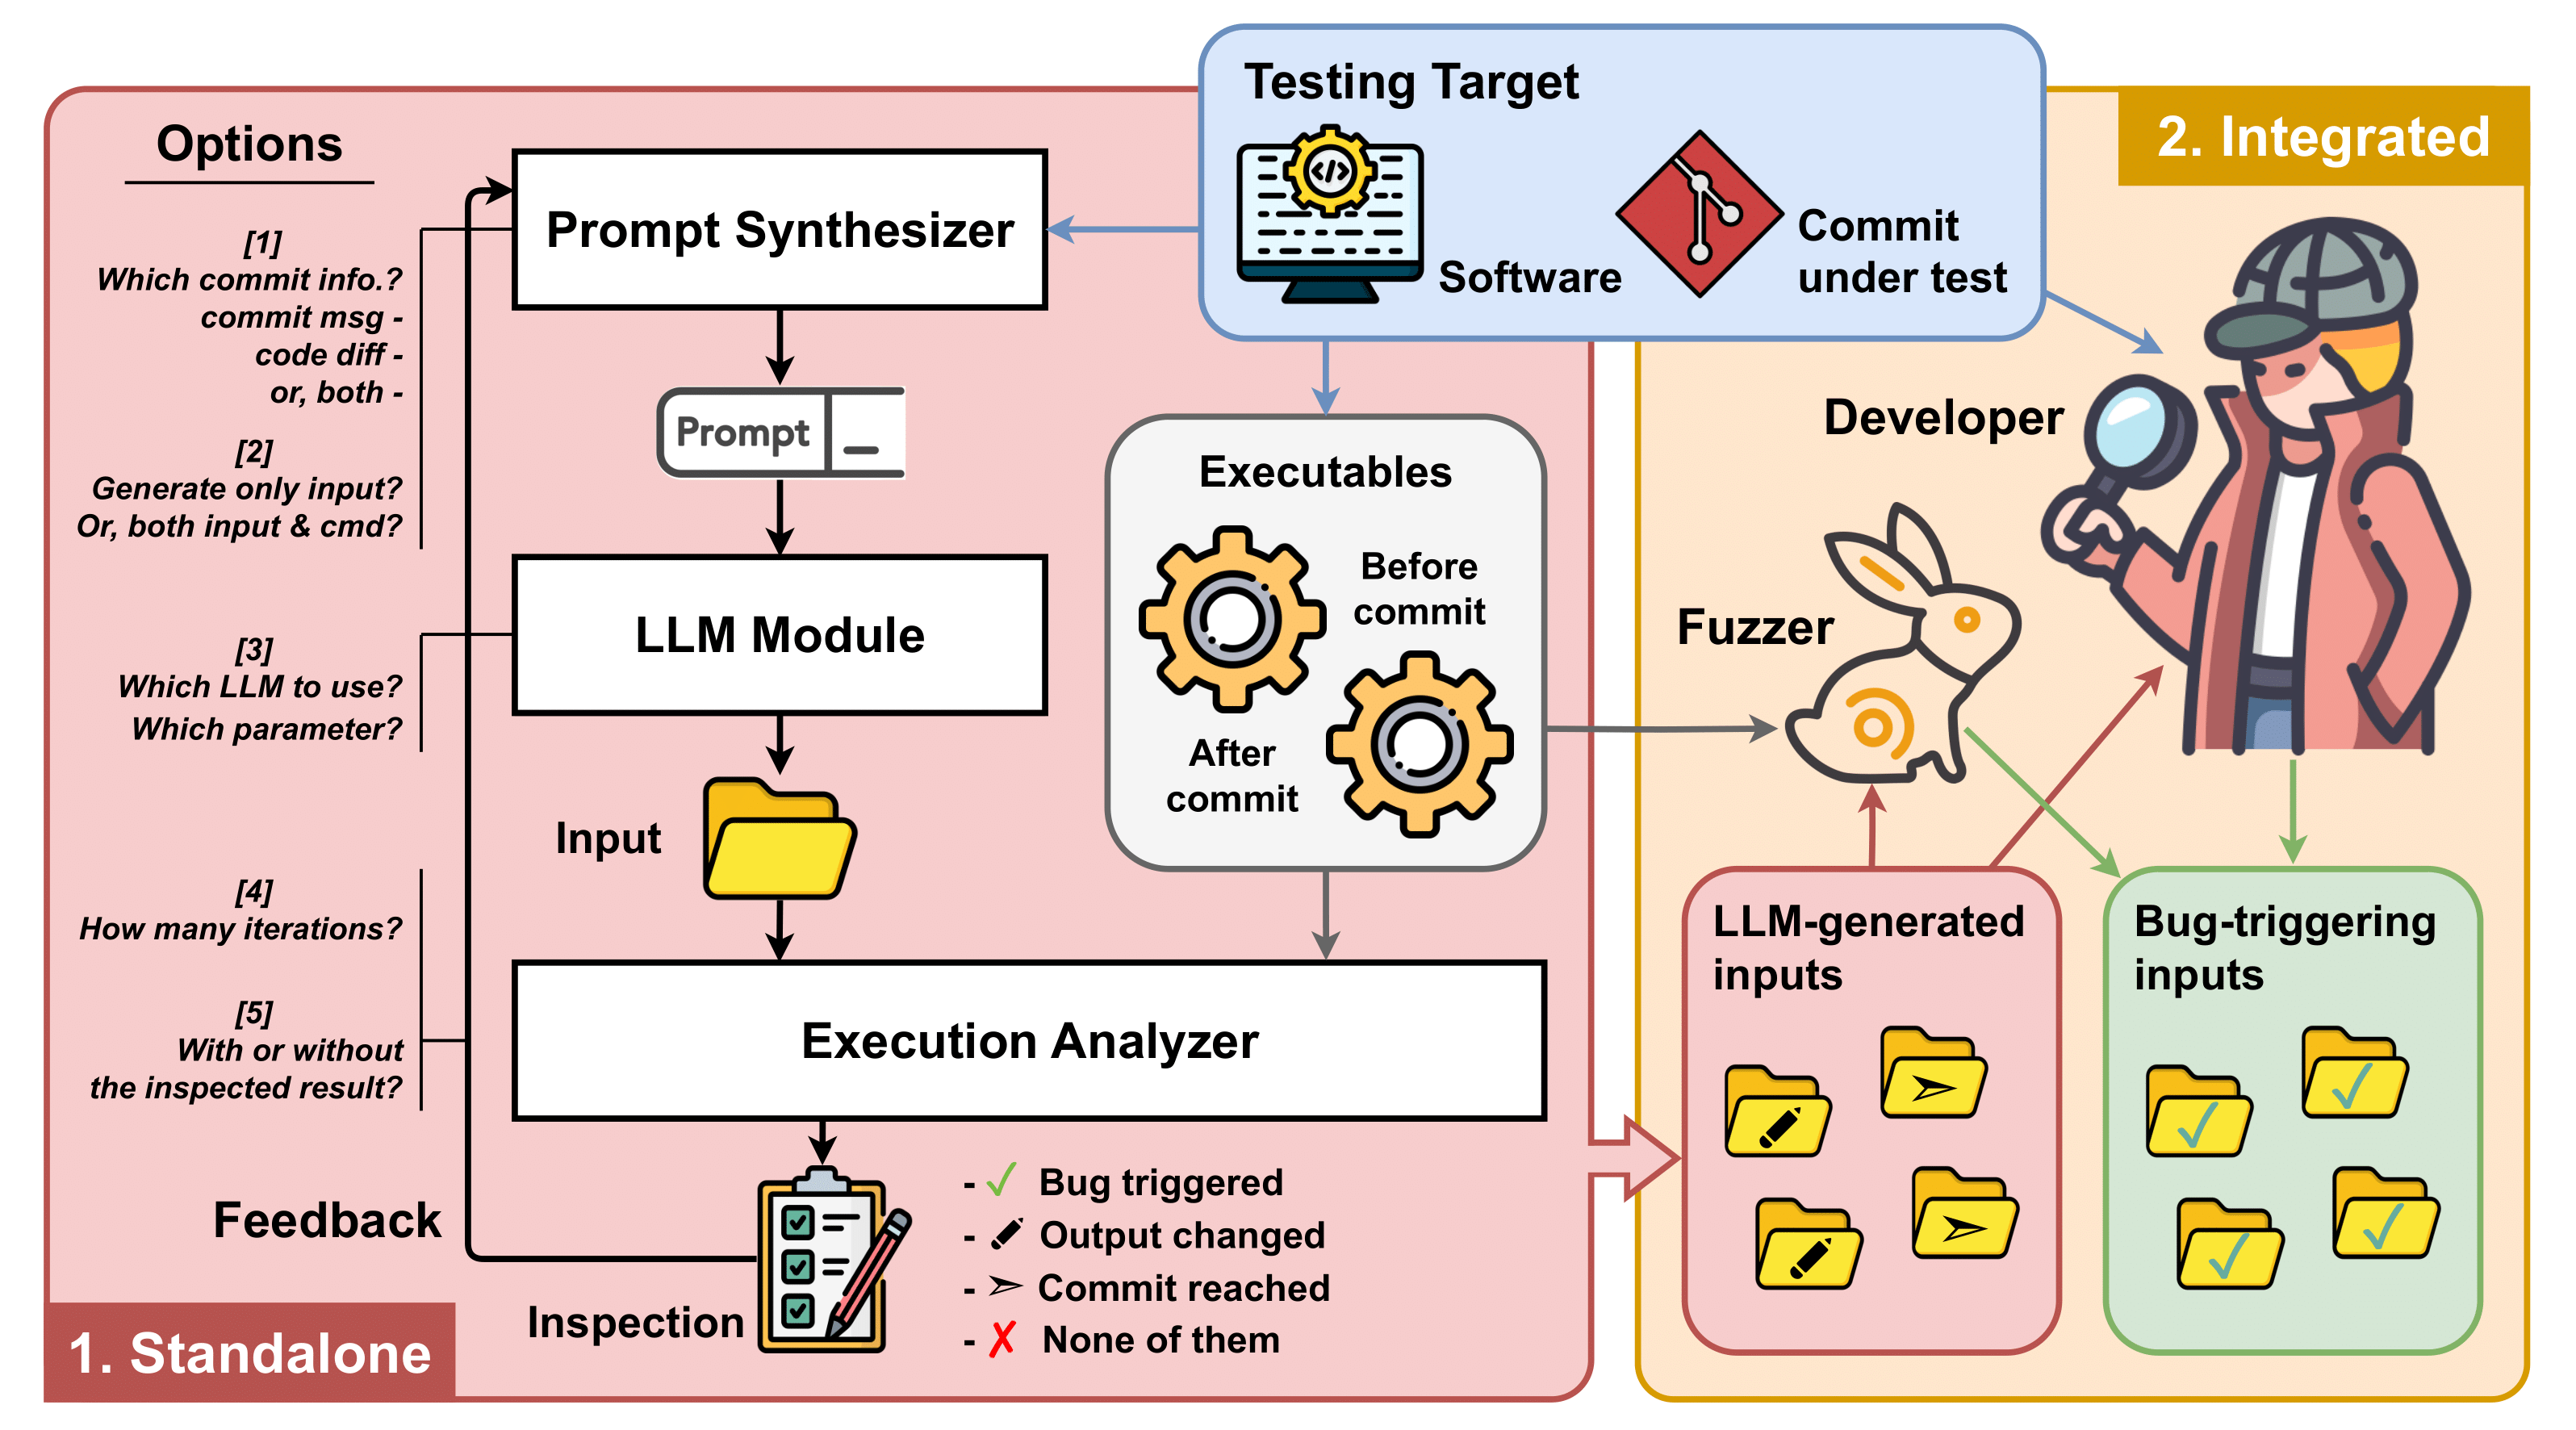 Testing Target
Software
Commit
under test
2. Integrated
Options
[1]
Which commit info.?
commit msg -
code diff -
or, both -
[2]
Generate only input?
Or, both input & cmd?
[3]
Which LLM to use?
Which parameter?
[4]
How many iterations?
[5]
With or without
the inspected result?
Prompt Synthesizer
Prompt
LLM Module
Input
Execution Analyzer
Feedback
Inspection
- ✓ Bug triggered
- Output changed
- ➢ Commit reached
- ✗ None of them
1. Standalone
Executables
Before
commit
After
commit
Developer
Fuzzer
LLM-generated
inputs
Bug-triggering
inputs